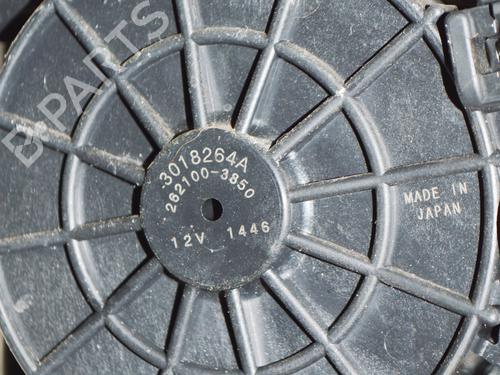 B-PARTS
3018264A
262100-3850
12V 1446
MADE IN
JAPAN